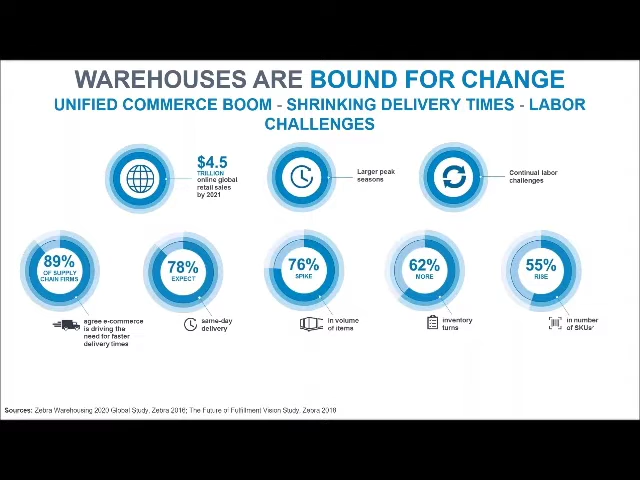 WAREHOUSES ARE BOUND FOR CHANGE
UNIFIED COMMERCE BOOM - SHRINKING DELIVERY TIMES - LABOR
CHALLENGES
$4.5
TRILLION
online global
retail sales
by 2021
Larger peak
seasons
Continual labor
challenges
89%
OF SUPPLY
CHAIN FIRMS
agree e-commerce
is driving the
need for faster
delivery times
78%
EXPECT
same-day
delivery
76%
SPIKE
in volume
of items
62%
MORE
inventory
turns
55%
RISE
in number
of SKUs
Sources: Zebra Warehousing 2020 Global Study, Zebra 2016; The Future of Fulfillment Vision Study, Zebra 2018